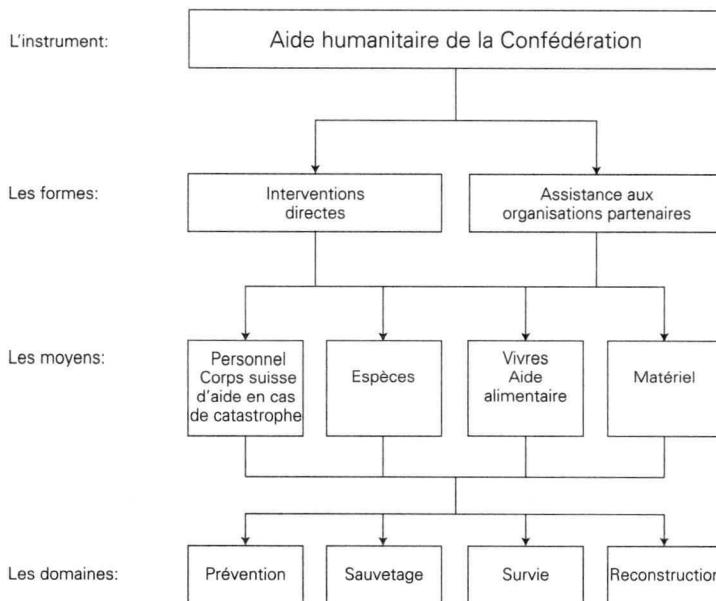 L'instrument:
Aide humanitaire de la Confédération
Les formes:
Interventions
directes
Assistance aux
organisations partenaires
Les moyens:
Personnel
Corps suisse
d'aide en cas
de catastrophe
Espèces
Vivres
Aide
alimentaire
Matériel
Les domaines:
Prévention
Sauvetage
Survie
Reconstruction